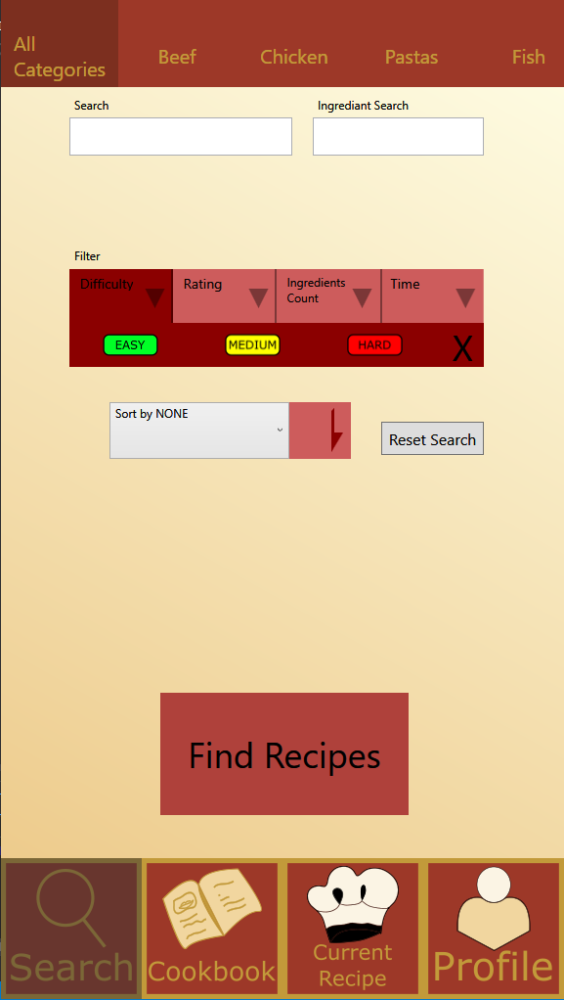 All
Categories
Beef
Chicken
Pastas
Fish
Search
Ingrediant Search
Filter
Difficulty
Rating
Ingredients
Count
Time
EASY
MEDIUM
HARD
X
Sort by NONE
Reset Search
Find Recipes
Search
Cookbook
Current
Recipe
Profile